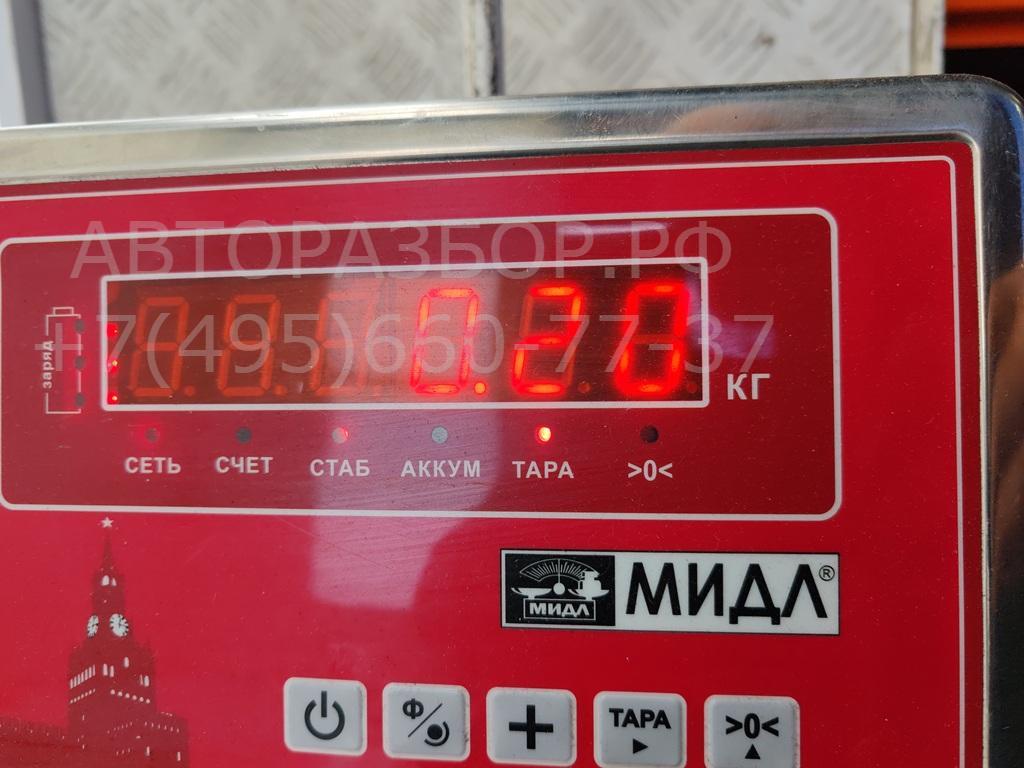 АВТОРАЗБОР.РФ
+7(495)660-77-37
заряд
0.20
КГ
СЕТЬ СЧЕТ СТАБ АККУМ ТАРА >0<
МИДЛ МИДЛ®
Ф
ТАРА
>0<